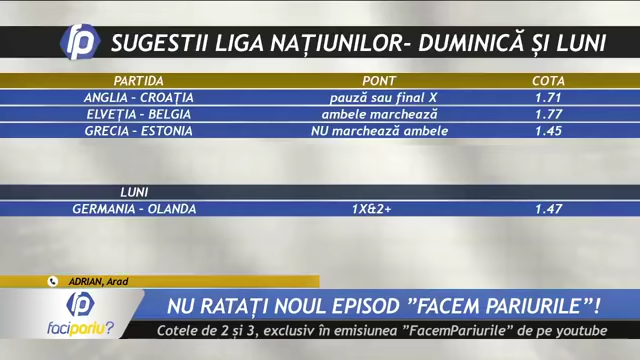 fp SUGESTII LIGA NAȚIUNILOR- DUMINICĂ ȘI LUNI
PARTIDA PONT COTA
ANGLIA - CROAȚIA pauză sau final X 1.71
ELVEȚIA - BELGIA ambele marchează 1.77
GRECIA - ESTONIA NU marchează ambele 1.45
LUNI
GERMANIA - OLANDA 1X&2+ 1.47
ADRIAN, Arad
fp NU RATAȚI NOUL EPISOD ”FACEM PARIURILE”!
facipariu? Cotele de 2 și 3, exclusiv în emisiunea ”FacemPariurile” de pe youtube